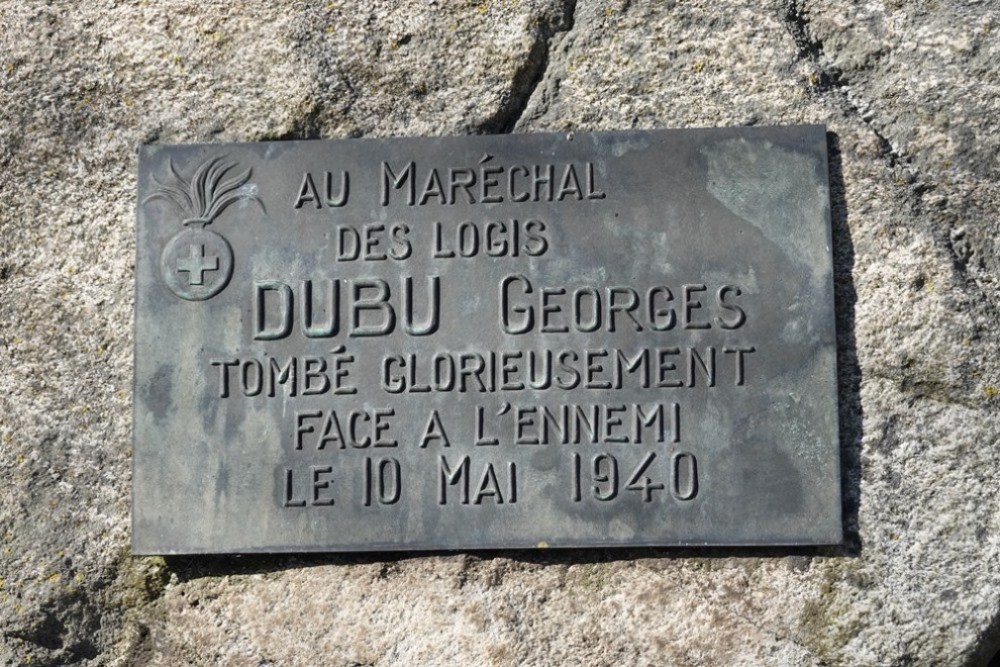 AU MARÉCHAL
DES LOGIS
DUBU GEORGES
TOMBÉ GLORIEUSEMENT
FACE A L'ENNEMI
LE 10 MAI 1940